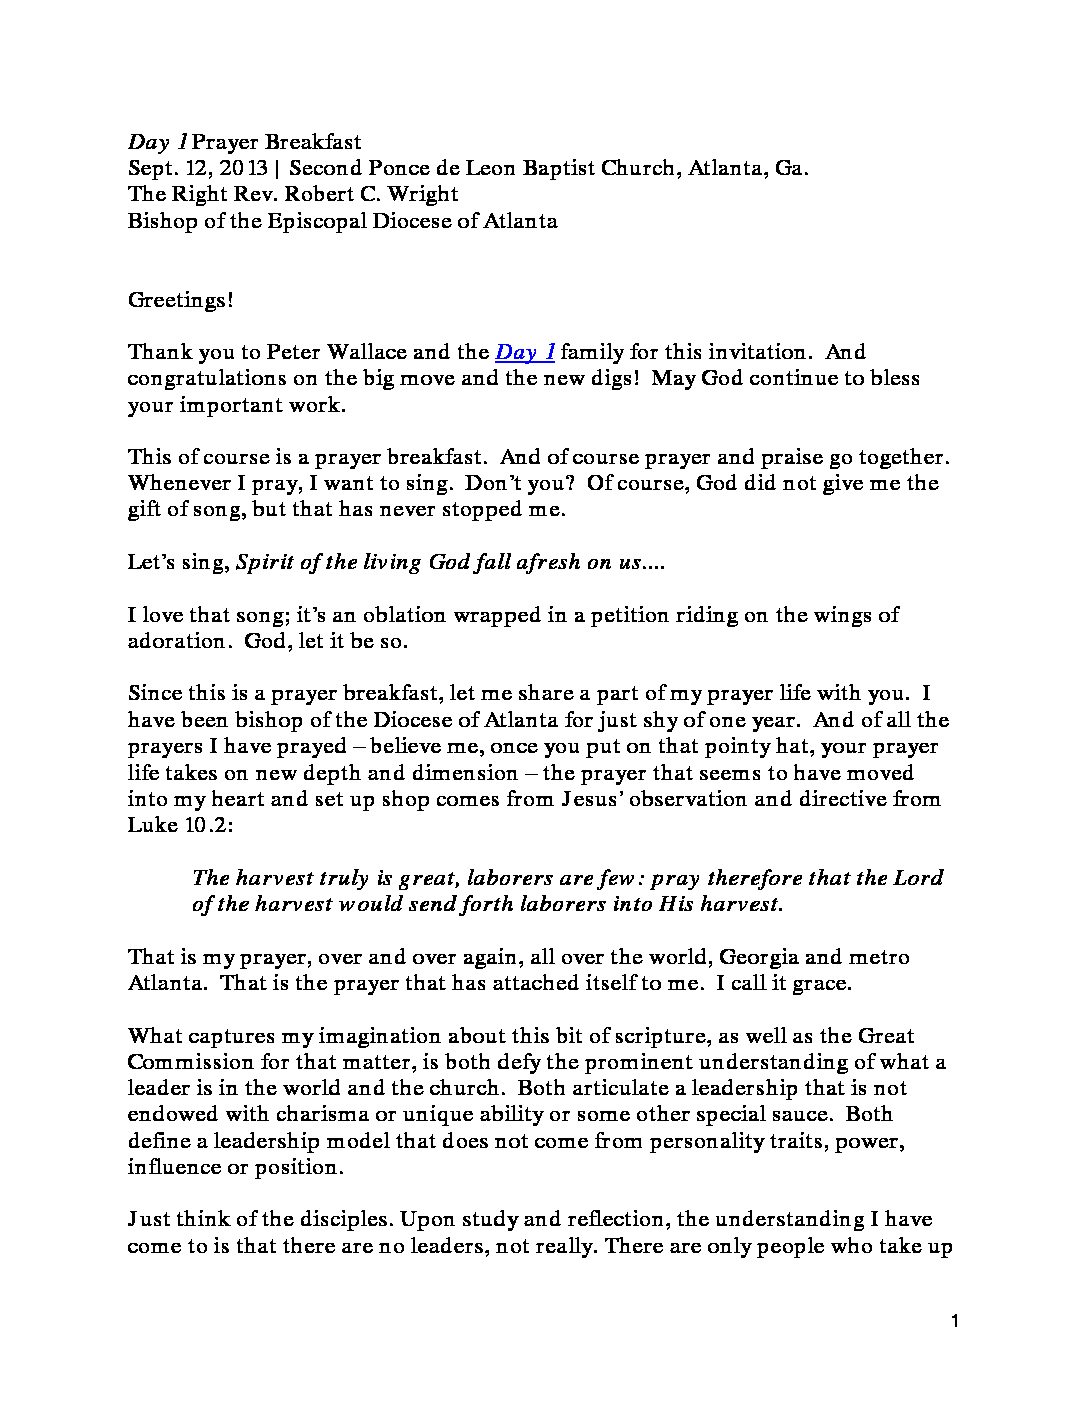 Day 1 Prayer Breakfast
Sept. 12, 2013 | Second Ponce de Leon Baptist Church, Atlanta, Ga.
The Right Rev. Robert C. Wright
Bishop of the Episcopal Diocese of Atlanta
Greetings!
Thank you to Peter Wallace and the Day 1 family for this invitation.  And
congratulations on the big move and the new digs!  May God continue to bless
your important work.
This of course is a prayer breakfast.  And of course prayer and praise go together.
Whenever I pray, I want to sing.  Don’t you?  Of course, God did not give me the
gift of song, but that has never stopped me.
Let’s sing, Spirit of the living God fall afresh on us....
I love that song; it’s an oblation wrapped in a petition riding on the wings of
adoration.  God, let it be so.
Since this is a prayer breakfast, let me share a part of my prayer life with you.  I
have been bishop of the Diocese of Atlanta for just shy of one year.  And of all the
prayers I have prayed – believe me, once you put on that pointy hat, your prayer
life takes on new depth and dimension – the prayer that seems to have moved
into my heart and set up shop comes from Jesus’ observation and directive from
Luke 10.2:
The harvest truly is great, laborers are few: pray therefore that the Lord
of the harvest would send forth laborers into His harvest.
That is my prayer, over and over again, all over the world, Georgia and metro
Atlanta.  That is the prayer that has attached itself to me.  I call it grace.
What captures my imagination about this bit of scripture, as well as the Great
Commission for that matter, is both defy the prominent understanding of what a
leader is in the world and the church.  Both articulate a leadership that is not
endowed with charisma or unique ability or some other special sauce.  Both
define a leadership model that does not come from personality traits, power,
influence or position.
Just think of the disciples. Upon study and reflection, the understanding I have
come to is that there are no leaders, not really. There are only people who take up
1